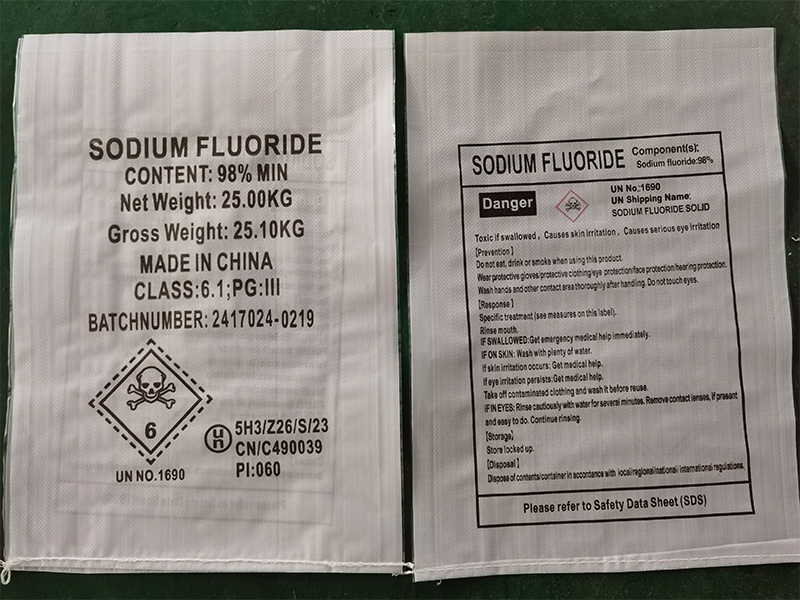 SODIUM FLUORIDE
CONTENT: 98% MIN
Net Weight: 25.00KG
Gross Weight: 25.10KG
MADE IN CHINA
CLASS:6.1;PG:III
BATCHNUMBER: 2417024-0219
6
UN NO.1690
un
5H3/Z26/S/23
CN/C490039
PI:060
SODIUM FLUORIDE
Component(s):
Sodium fluoride:98%
Danger
UN No.:1690
UN Shipping Name:
SODIUM FLUORIDE.SOLID
Toxic if swallowed, Causes skin irritation, Causes serious eye irritation
[Prevention]
Do not eat, drink or smoke when using this product.
Wear protective gloves/protective clothing/eye protection/face protection/hearing protection.
Wash hands and other contact area thoroughly after handling. Do not touch eyes.
[Response]
Specific treatment (see measures on this label).
Rinse mouth.
IF SWALLOWED:Get emergency medical help immediately.
IF ON SKIN: Wash with plenty of water.
If skin irritation occurs: Get medical help.
If eye irritation persists:Get medical help.
Take off contaminated clothing and wash it before reuse.
IF IN EYES: Rinse cautiously with water for several minutes. Remove contact lenses, if present
and easy to do. Continue rinsing.
[Storage]
Store locked up.
[Disposal]
Dispose of contents/container in accordance with local/regional/national/ international regulations.
Please refer to Safety Data Sheet (SDS)